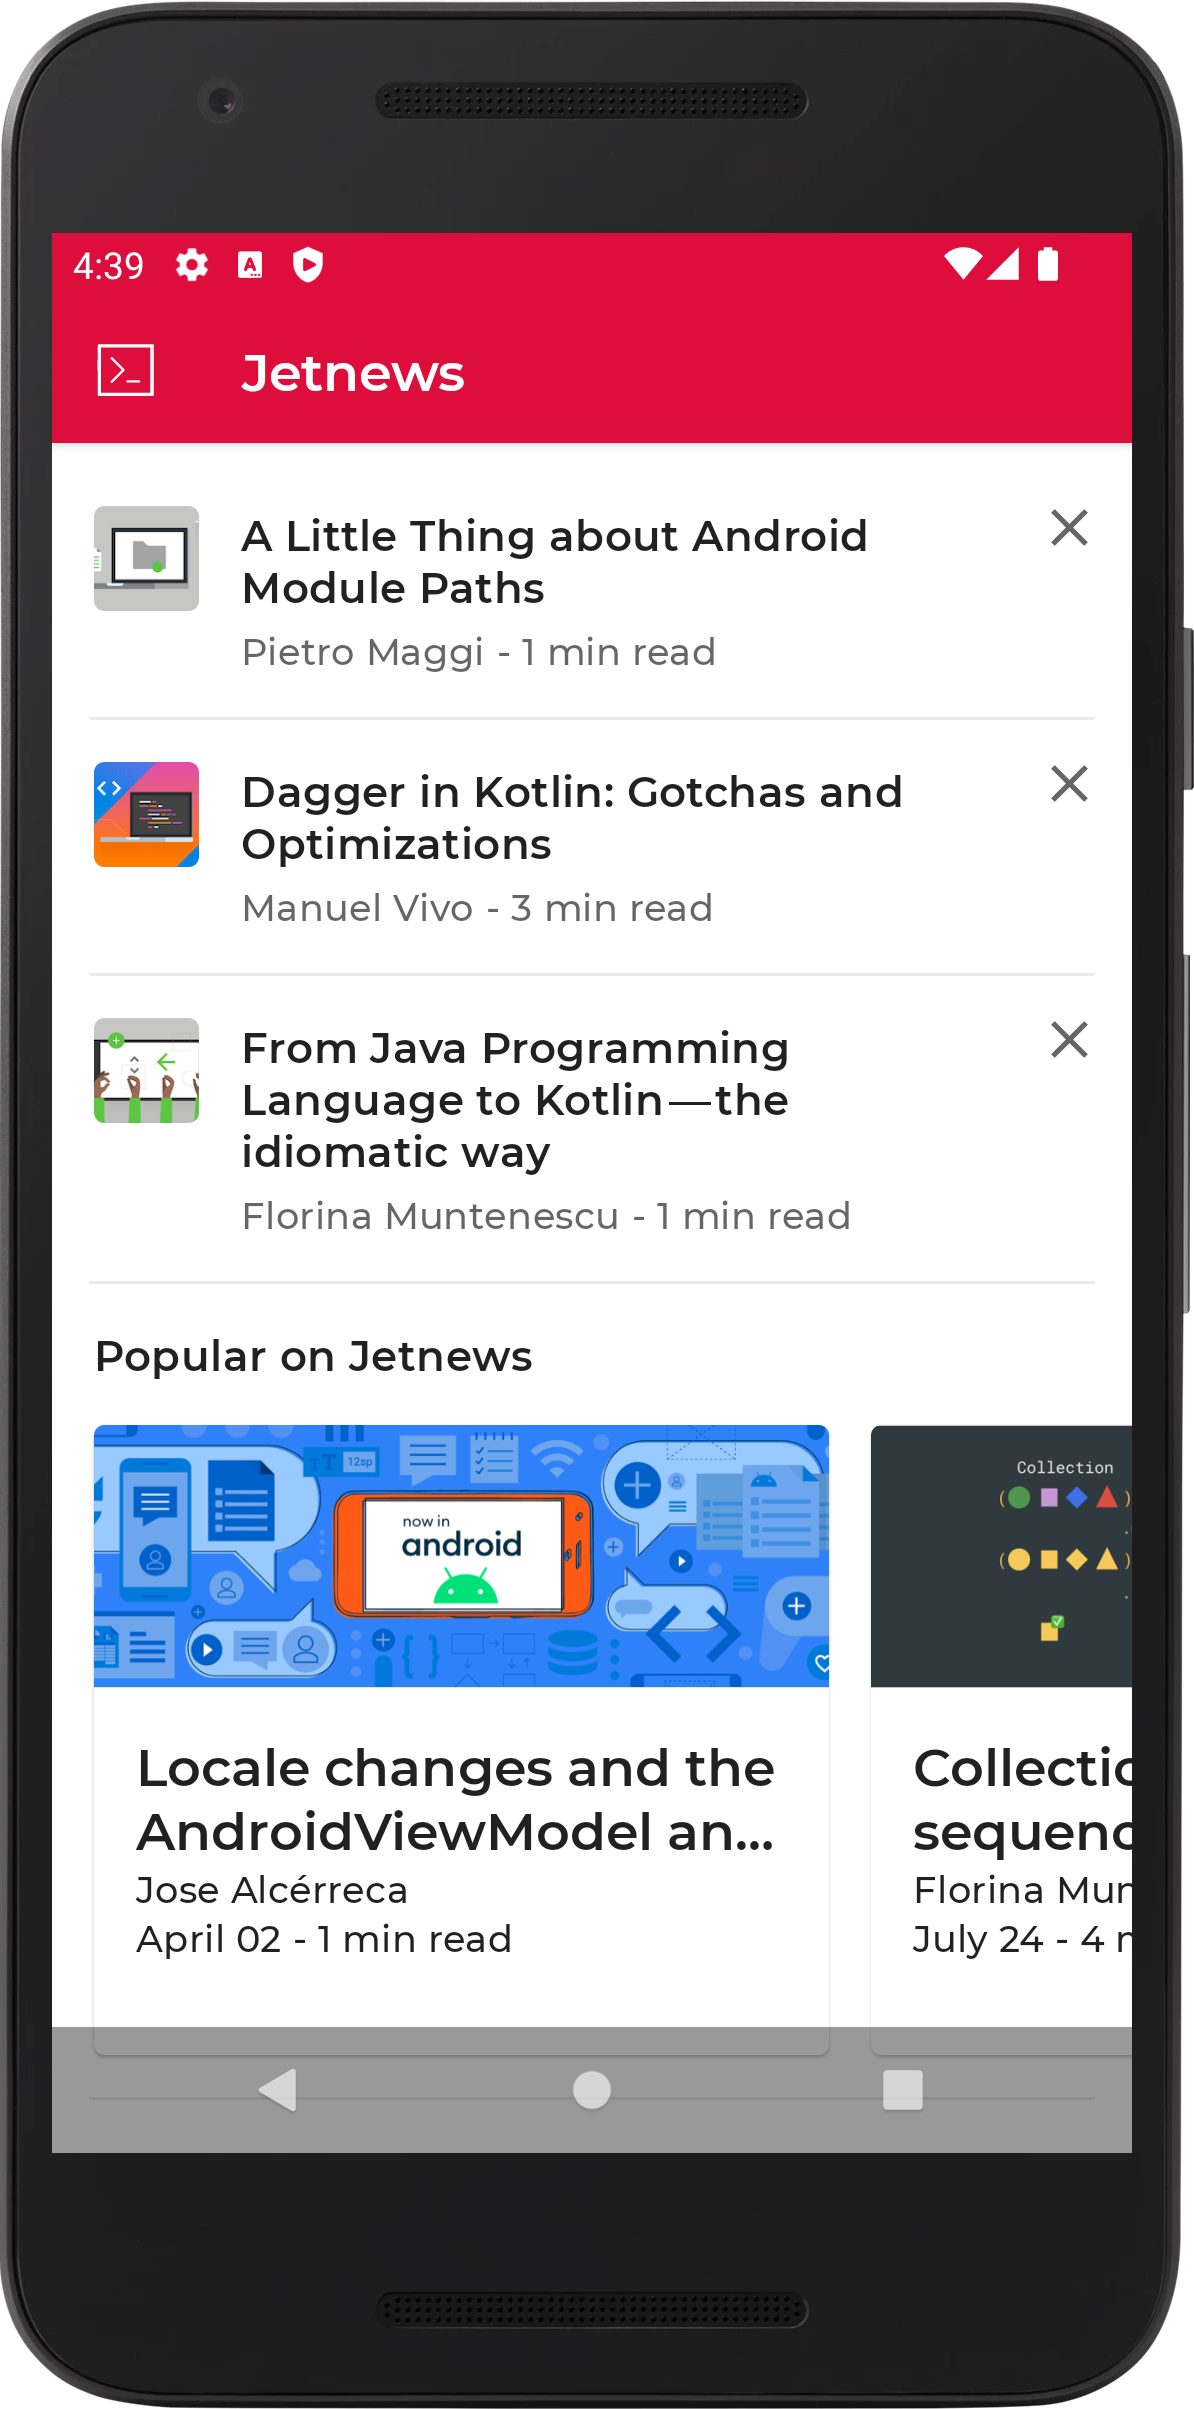 4:39
Jetnews
A Little Thing about Android
Module Paths
Pietro Maggi - 1 min read
Dagger in Kotlin: Gotchas and
Optimizations
Manuel Vivo - 3 min read
From Java Programming
Language to Kotlin—the
idiomatic way
Florina Muntenescu - 1 min read
Popular on Jetnews
TT 12sp
now in
android
Collection
Locale changes and the
AndroidViewModel an...
Jose Alcérreca
April 02 - 1 min read
Florina
July 24 - 4